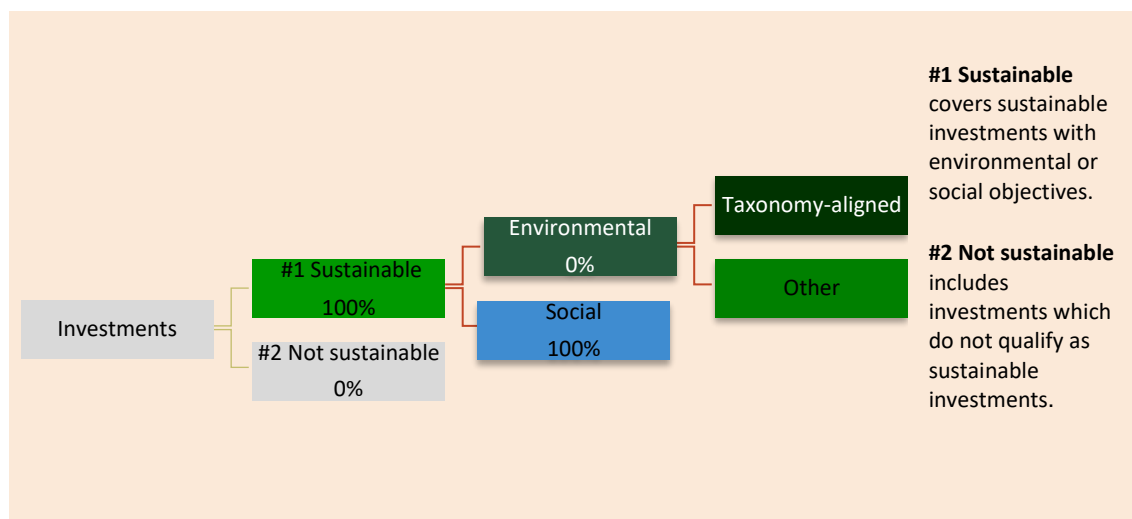 Investments
#1 Sustainable
100%
#2 Not sustainable
0%
Environmental
0%
Social
100%
Taxonomy-aligned
Other
#1 Sustainable
covers sustainable
investments with
environmental or
social objectives.
#2 Not sustainable
includes
investments which
do not qualify as
sustainable
investments.